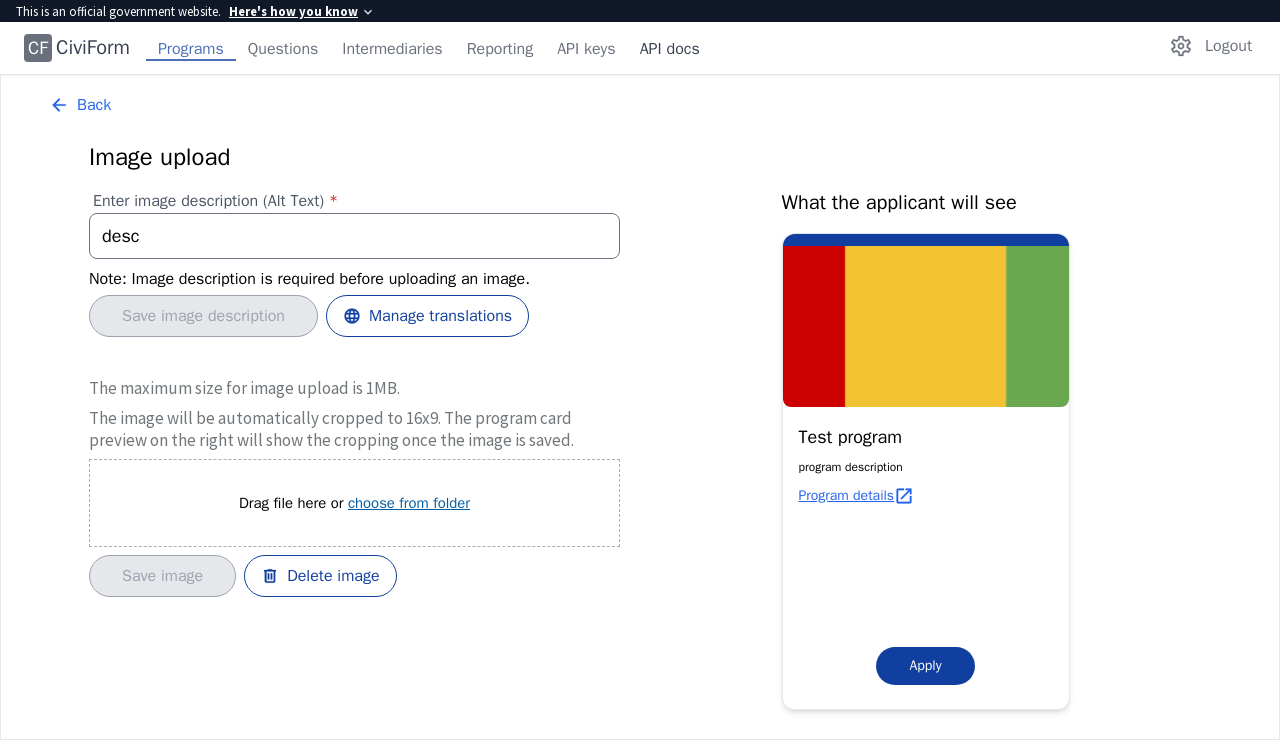 This is an official government website. Here's how you know
CF CiviForm Programs Questions Intermediaries Reporting API keys API docs Logout
Back
Image upload
Enter image description (Alt Text) *
desc
Note: Image description is required before uploading an image.
Save image description Manage translations
The maximum size for image upload is 1MB.
The image will be automatically cropped to 16x9. The program card
preview on the right will show the cropping once the image is saved.
Drag file here or choose from folder
Save image Delete image
What the applicant will see
Test program
program description
Program details
Apply